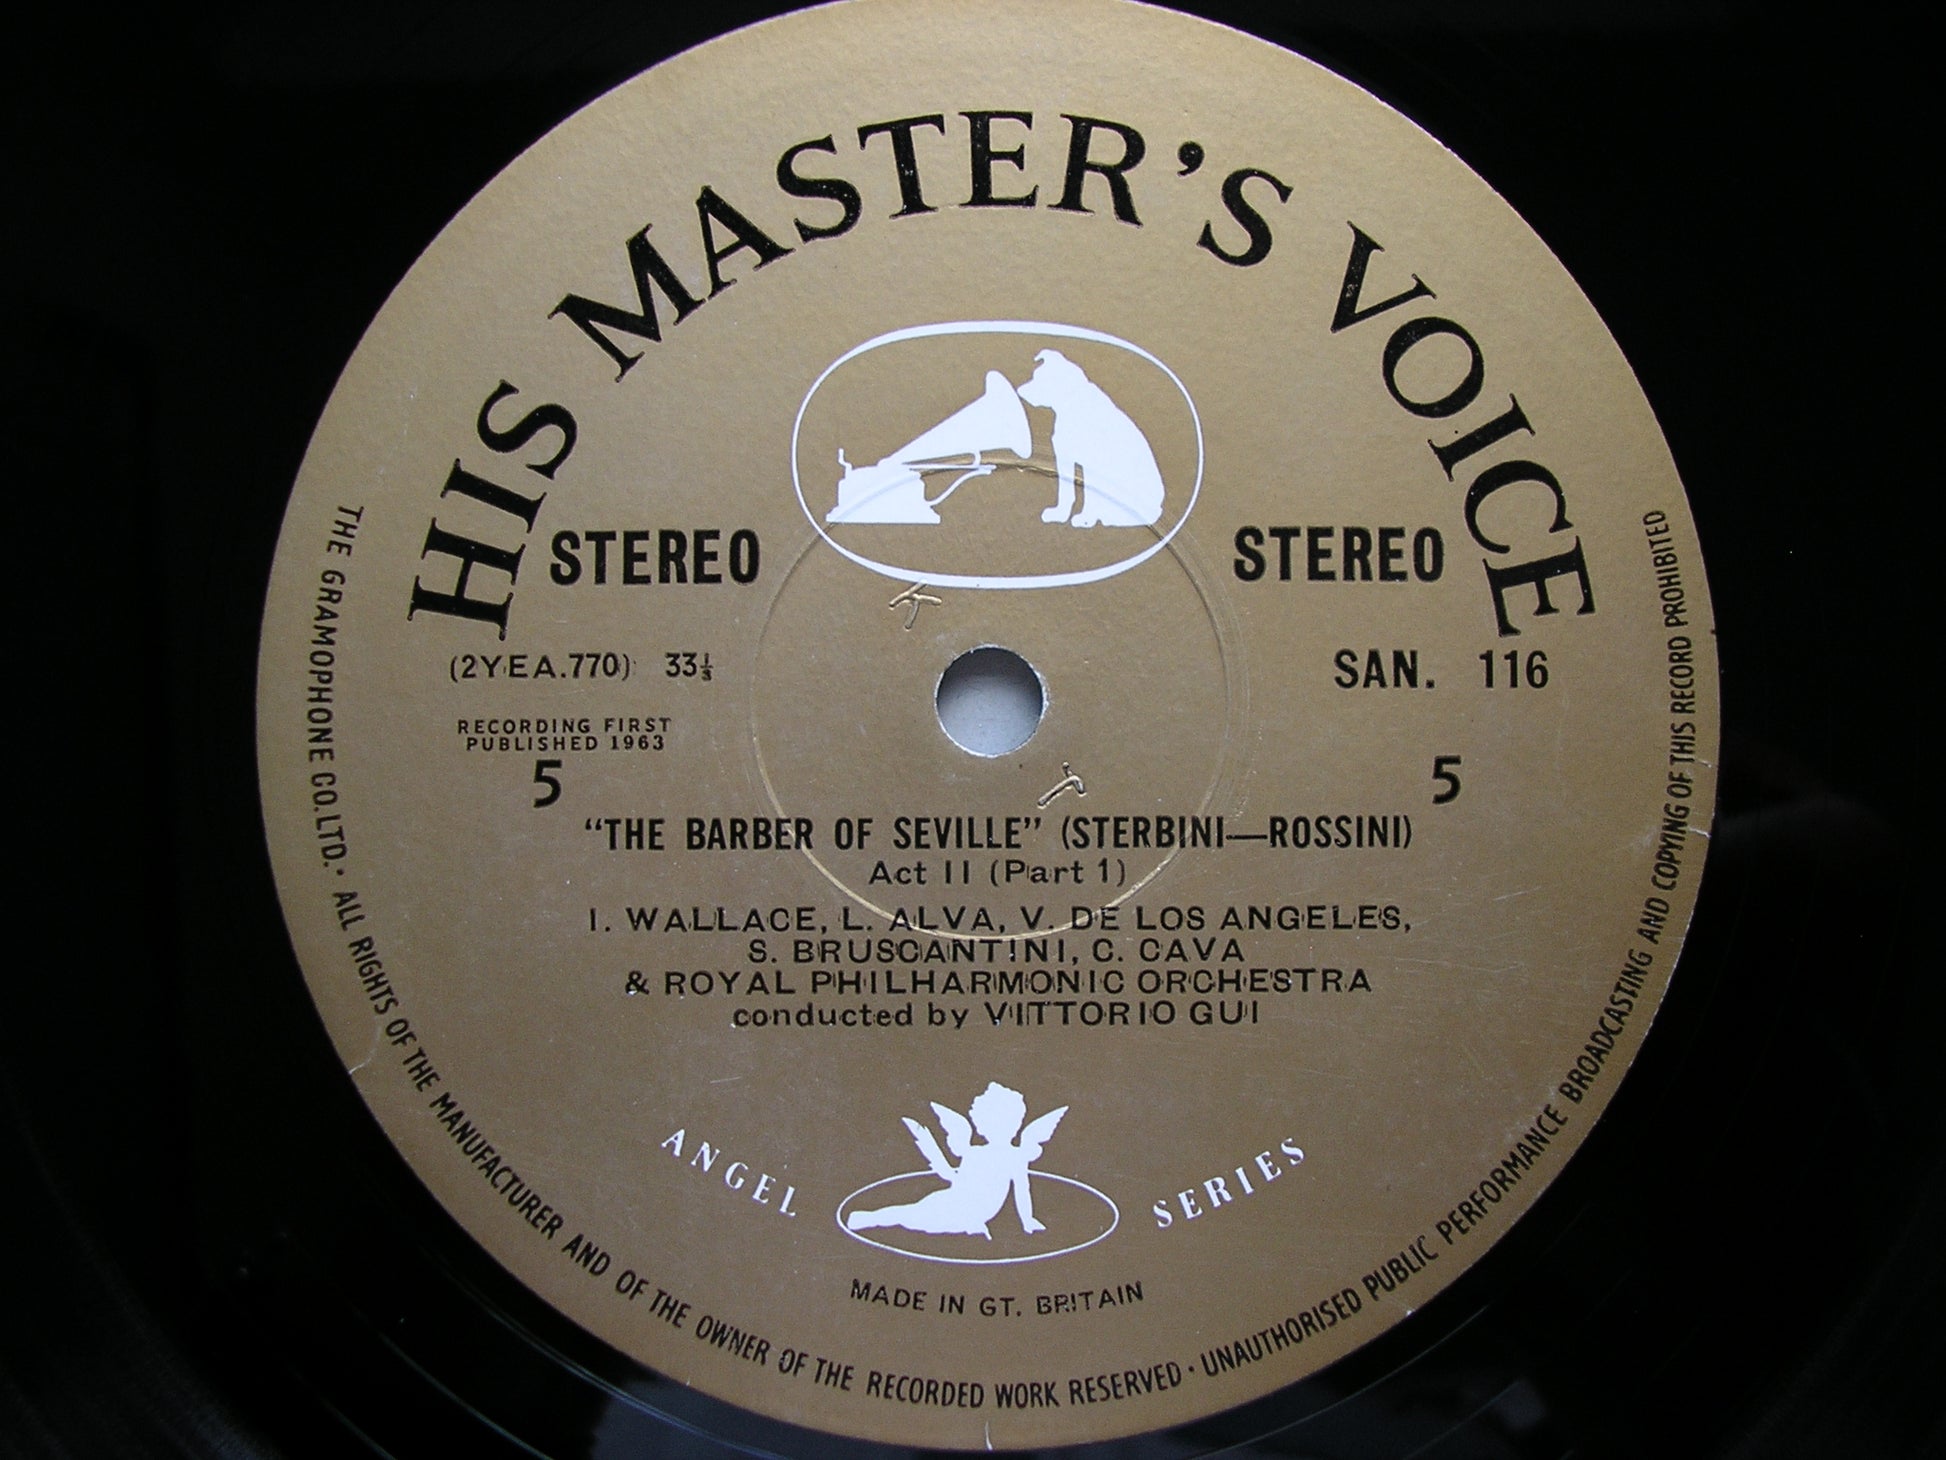 HIS MASTER'S VOICE
STEREO STEREO
(2YEA.770) 33⅓ SAN. 116
RECORDING FIRST
PUBLISHED 1963
5 5
"THE BARBER OF SEVILLE" (STERBINI—ROSSINI)
Act II (Part 1)
I. WALLACE, L. ALVA, V. DE LOS ANGELES,
S. BRUSCANTINI, C. CAVA
& ROYAL PHILHARMONIC ORCHESTRA
conducted by VITTORIO GUI
ANGEL SERIES
MADE IN GT. BRITAIN
THE GRAMOPHONE CO. LTD. · ALL RIGHTS OF THE MANUFACTURER AND OF THE OWNER OF THE RECORDED WORK RESERVED · UNAUTHORISED PUBLIC PERFORMANCE BROADCASTING AND COPYING OF THIS RECORD PROHIBITED
K
T